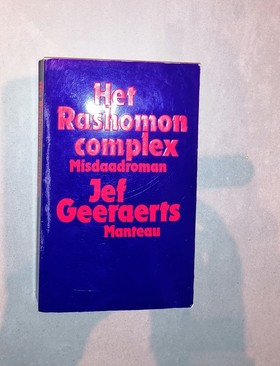 Het
Rashomon
complex
Misdaadroman
Jef
Geeraerts
Manteau